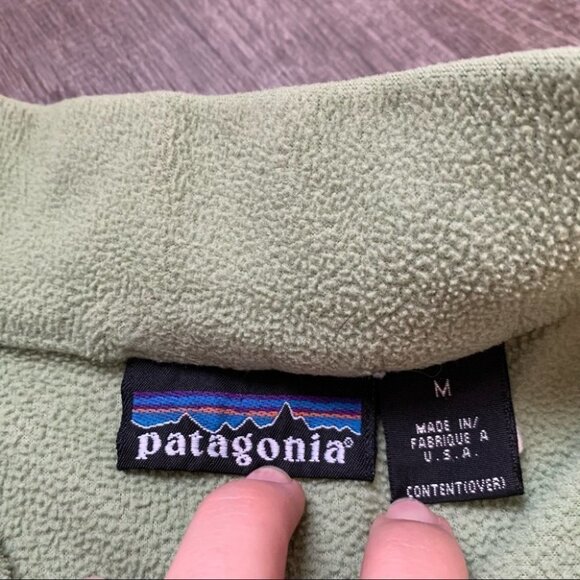 patagonia®
M
MADE IN/
FABRIQUE A
U.S.A.
CONTENT(OVER)